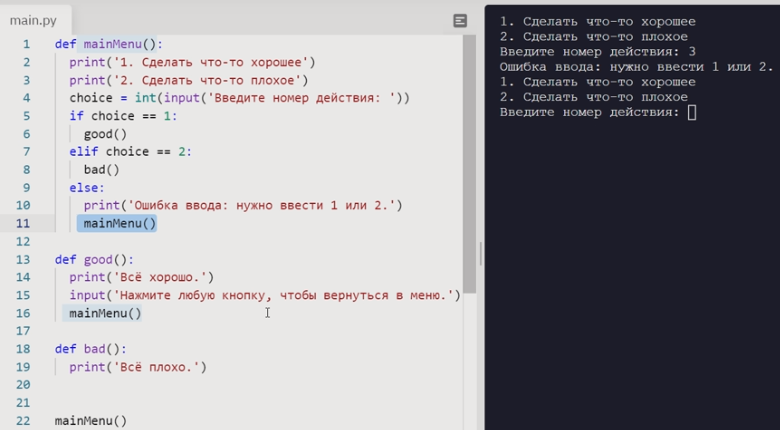 main.py
1 def mainMenu():
2 print('1. Сделать что-то хорошее')
3 print('2. Сделать что-то плохое')
4 choice = int(input('Введите номер действия: '))
5 if choice == 1:
6 good()
7 elif choice == 2:
8 bad()
9 else:
10 print('Ошибка ввода: нужно ввести 1 или 2.')
11 mainMenu()
12
13 def good():
14 print('Всё хорошо.')
15 input('Нажмите любую кнопку, чтобы вернуться в меню.')
16 mainMenu()
17
18 def bad():
19 print('Всё плохо.')
20
21
22 mainMenu()
1. Сделать что-то хорошее
2. Сделать что-то плохое
Введите номер действия: 3
Ошибка ввода: нужно ввести 1 или 2.
1. Сделать что-то хорошее
2. Сделать что-то плохое
Введите номер действия: